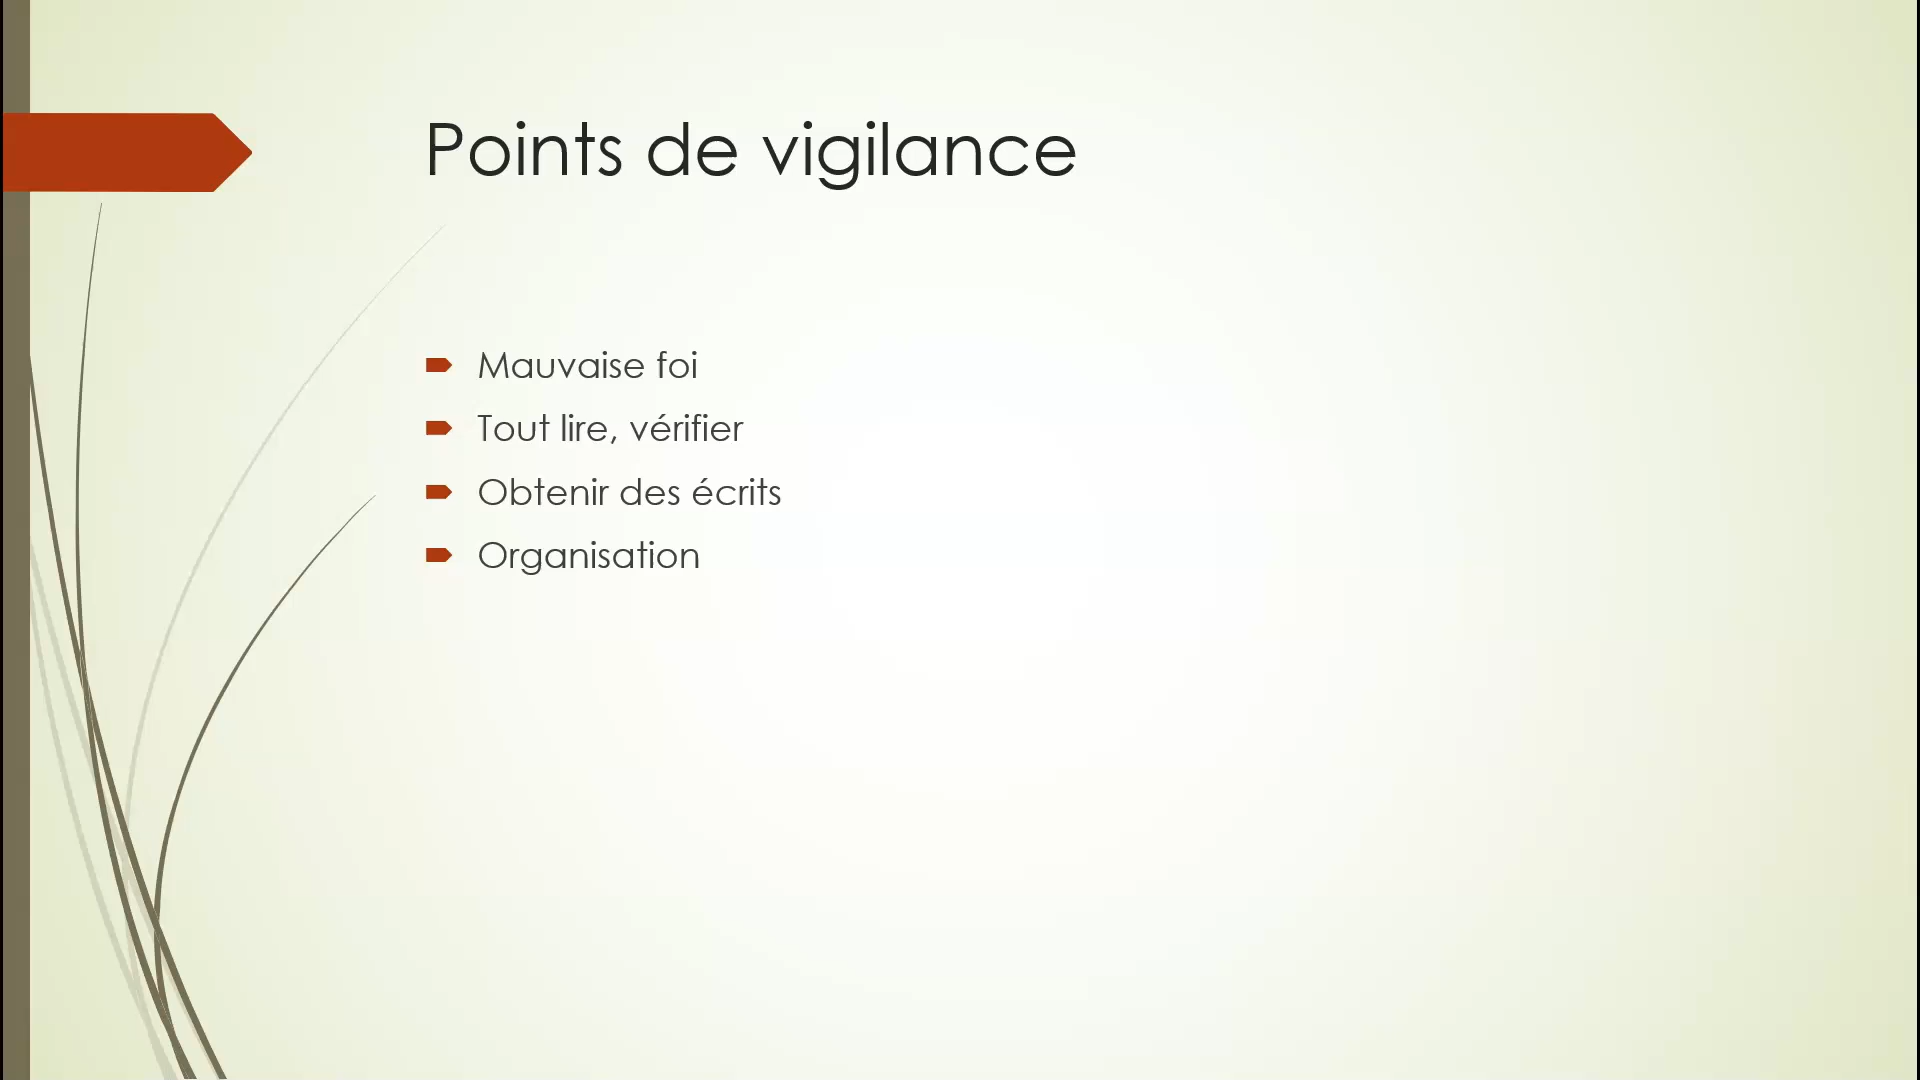 Points de vigilance
Mauvaise foi
Tout lire, vérifier
Obtenir des écrits
Organisation